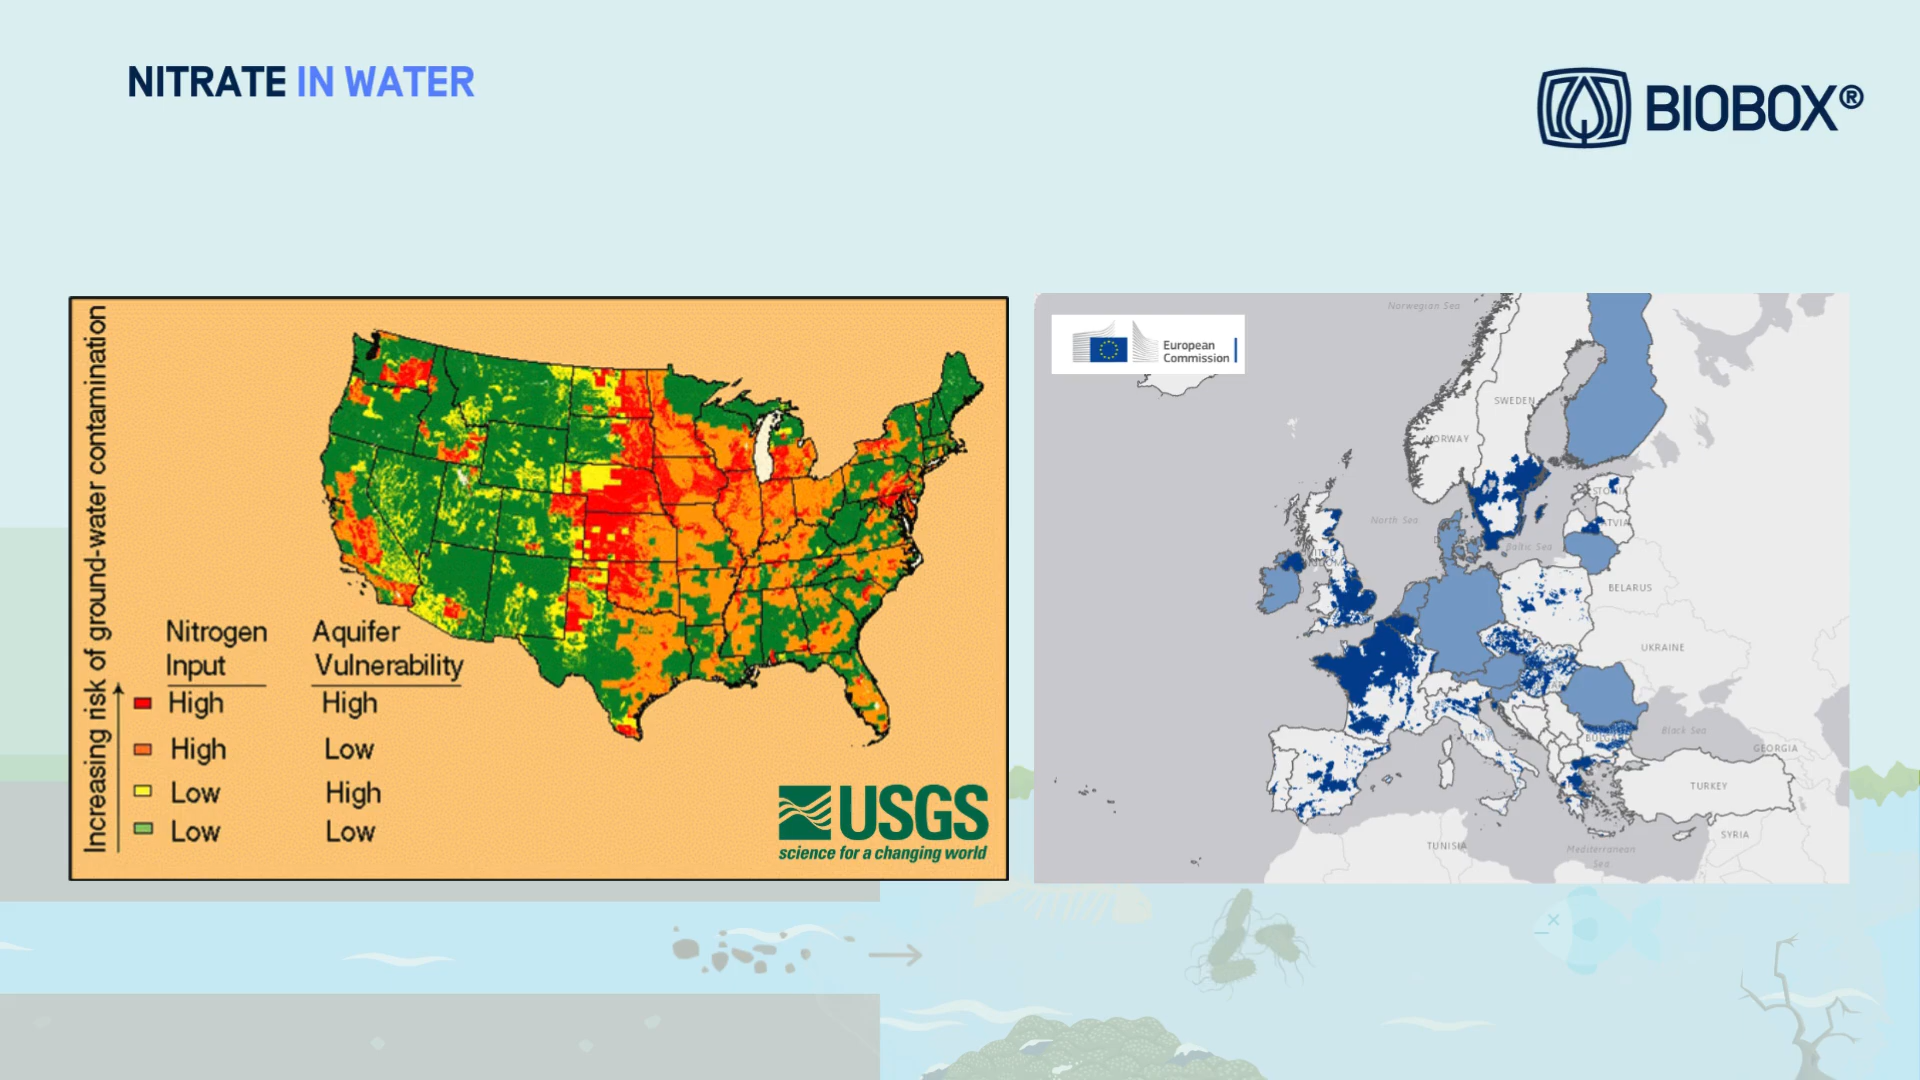 NITRATE IN WATER
BIOBOX®
Increasing risk of ground-water contamination
Nitrogen Input
Aquifer Vulnerability
High High
High Low
Low High
Low Low
USGS
science for a changing world
European
Commission
Norwegian Sea
SWEDEN
NORWAY
North Sea
Baltic Sea
BELARUS
UKRAINE
ITALY
Black Sea
GEORGIA
TURKEY
SYRIA
TUNISIA
Mediterranean
Sea